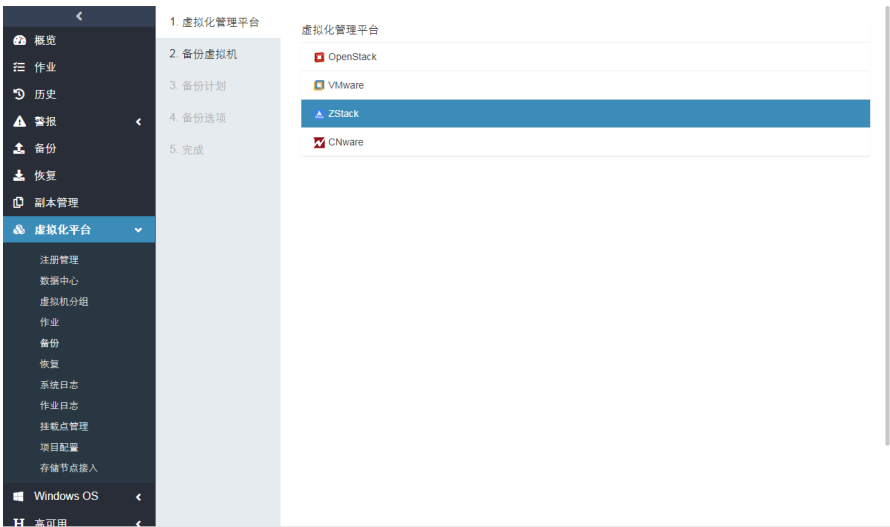 概览
作业
历史
警报
备份
恢复
副本管理
虚拟化平台
注册管理
数据中心
虚拟机分组
作业
备份
恢复
系统日志
作业日志
挂载点管理
项目配置
存储节点接入
Windows OS
高可用
1. 虚拟化管理平台
2. 备份虚拟机
3. 备份计划
4. 备份选项
5. 完成
虚拟化管理平台
OpenStack
VMware
ZStack
CNware